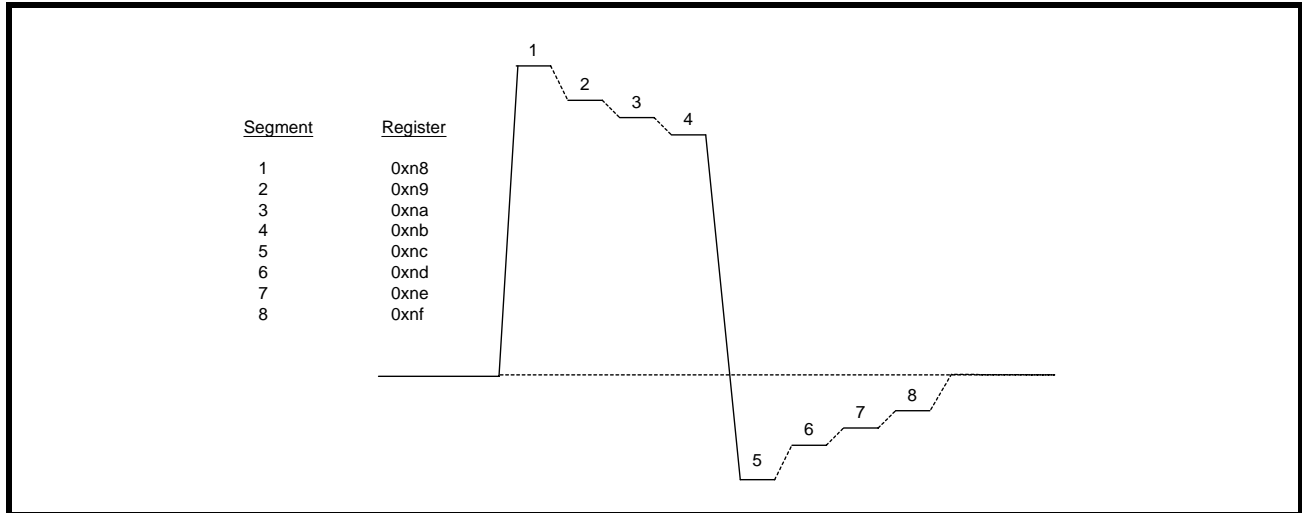 1
2
3
4
Segment Register
1 0xn8
2 0xn9
3 0xna
4 0xnb
5 0xnc
6 0xnd
7 0xne
8 0xnf
8
7
6
5